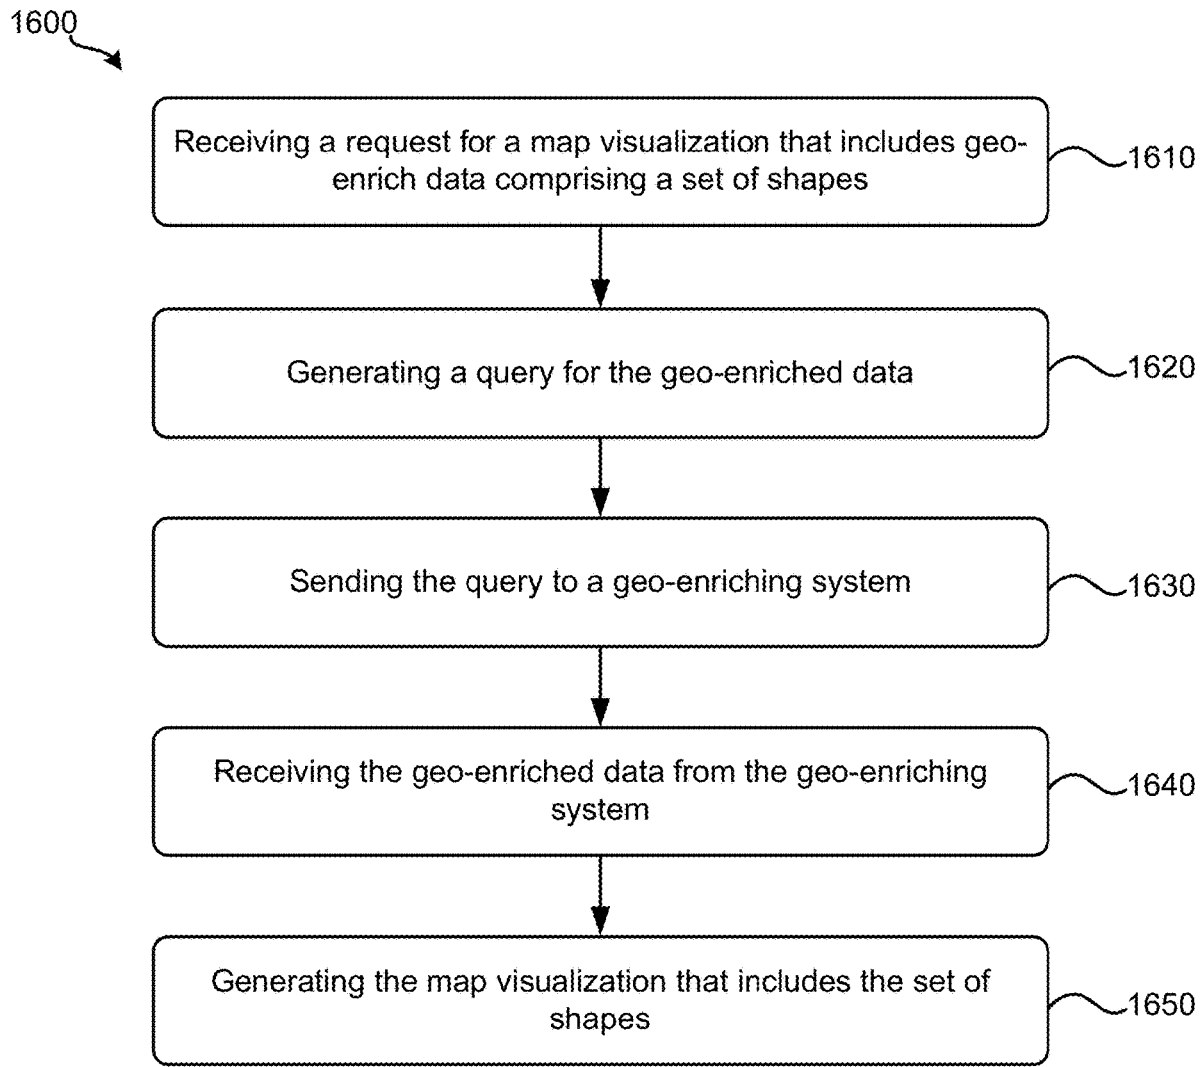 1600
Receiving a request for a map visualization that includes geo-
enrich data comprising a set of shapes
1610
Generating a query for the geo-enriched data
1620
Sending the query to a geo-enriching system
1630
Receiving the geo-enriched data from the geo-enriching
system
1640
Generating the map visualization that includes the set of
shapes
1650